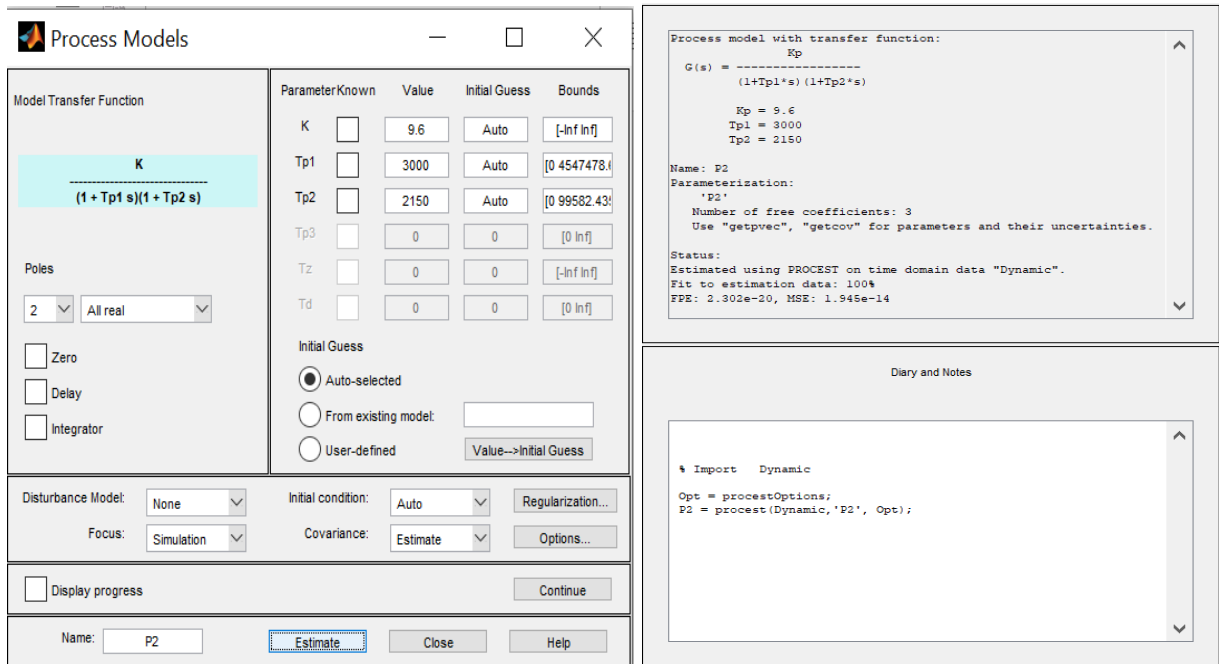 Process Models
Model Transfer Function
K
-------------------------------
(1 + Tp1 s)(1 + Tp2 s)
Poles
2 All real
Zero
Delay
Integrator
Parameter Known Value Initial Guess Bounds
K 9.6 Auto [-Inf Inf]
Tp1 3000 Auto [0 4547478.
Tp2 2150 Auto [0 99582.43
Tp3 0 0 [0 Inf]
Tz 0 0 [-Inf Inf]
Td 0 0 [0 Inf]
Initial Guess
Auto-selected
From existing model:
User-defined Value-->Initial Guess
Disturbance Model: None Initial condition: Auto Regularization...
Focus: Simulation Covariance: Estimate Options...
Display progress Continue
Name: P2 Estimate Close Help
Process model with transfer function:
Kp
G(s) = -----------------
(1+Tp1*s)(1+Tp2*s)
Kp = 9.6
Tp1 = 3000
Tp2 = 2150
Name: P2
Parameterization:
'P2'
Number of free coefficients: 3
Use "getpvec", "getcov" for parameters and their uncertainties.
Status:
Estimated using PROCEST on time domain data "Dynamic".
Fit to estimation data: 100%
FPE: 2.302e-20, MSE: 1.945e-14
Diary and Notes
% Import Dynamic
Opt = procestOptions;
P2 = procest(Dynamic,'P2', Opt);